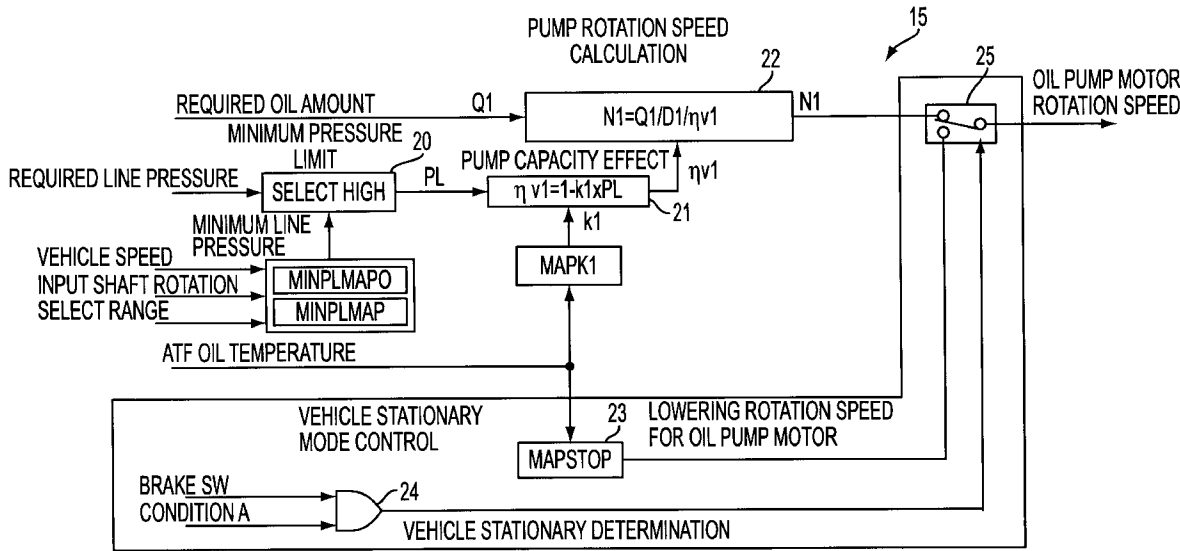 PUMP ROTATION SPEED
CALCULATION
15
22
25
OIL PUMP MOTOR
ROTATION SPEED
REQUIRED OIL AMOUNT
Q1
N1=Q1/D1/ηv1
N1
MINIMUM PRESSURE
LIMIT
20
PUMP CAPACITY EFFECT
ηv1
REQUIRED LINE PRESSURE
SELECT HIGH
PL
η v1=1-k1xPL
21
MINIMUM LINE
PRESSURE
k1
VEHICLE SPEED
INPUT SHAFT ROTATION
SELECT RANGE
MINPLMAPO
MINPLMAP
MAPK1
ATF OIL TEMPERATURE
VEHICLE STATIONARY
MODE CONTROL
23
LOWERING ROTATION SPEED
FOR OIL PUMP MOTOR
MAPSTOP
BRAKE SW
CONDITION A
24
VEHICLE STATIONARY DETERMINATION